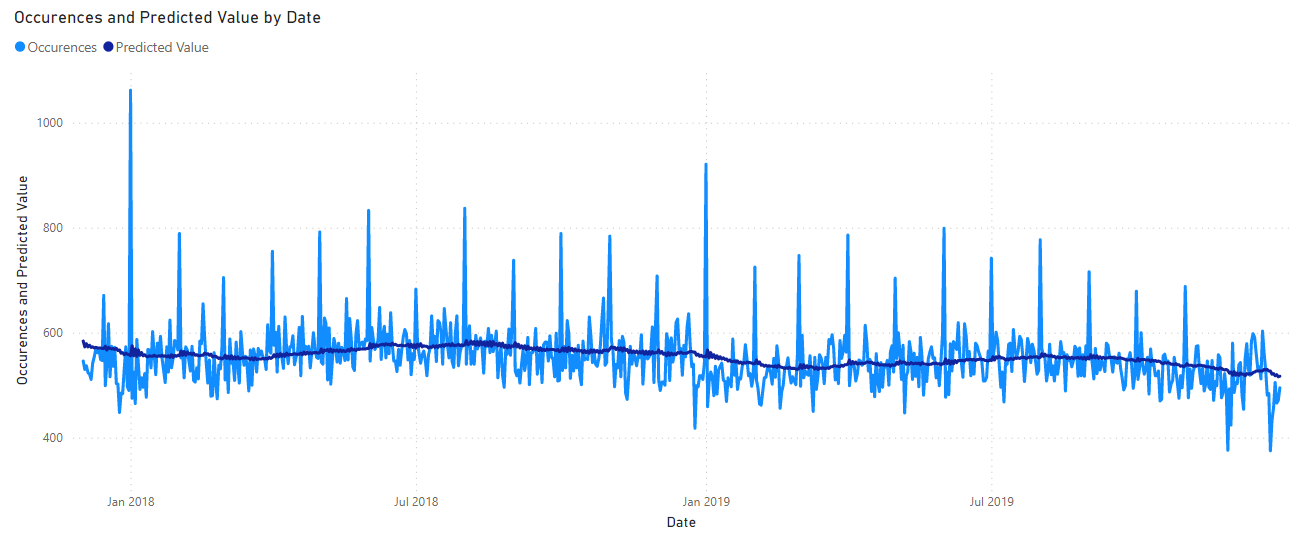 Occurences and Predicted Value by Date
Occurences Predicted Value
Occurences and Predicted Value
1000
800
600
400
Jan 2018 Jul 2018 Jan 2019 Jul 2019
Date